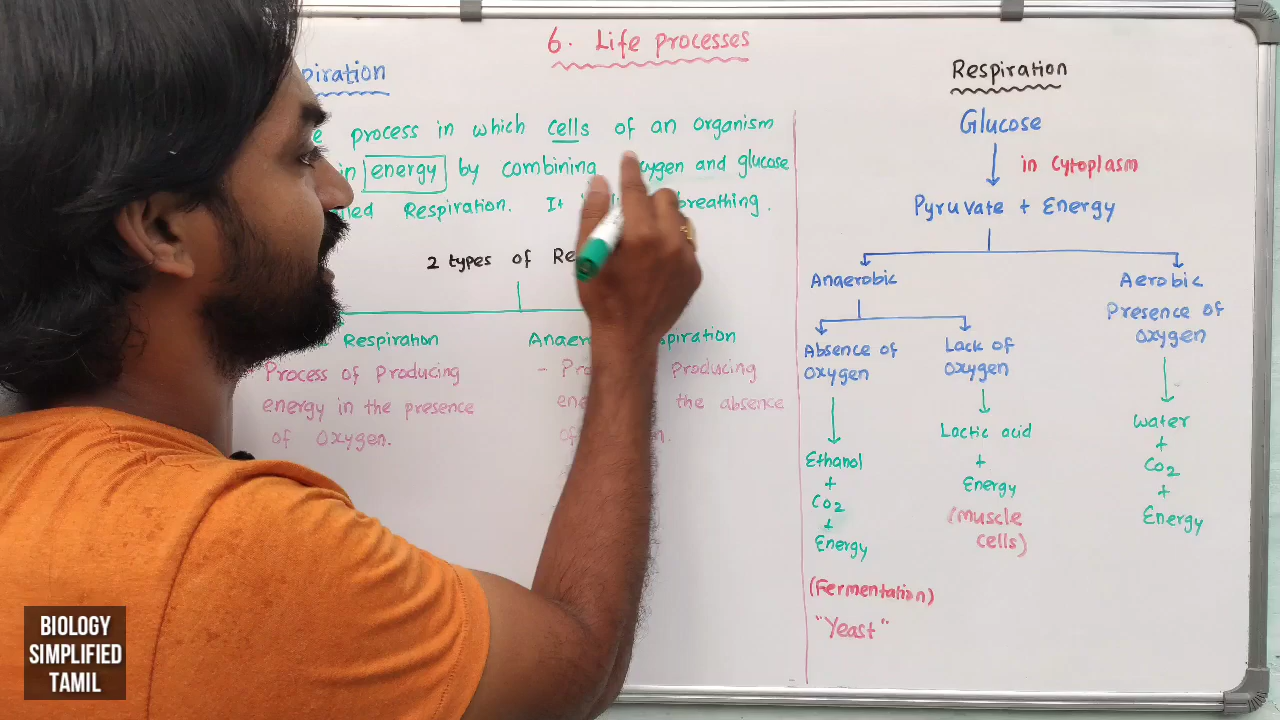 6. Life processes
piration
process in which cells of an organism
in energy by combining and glucose
Respiration. It breathing.
2 types of
Respiration
Process of Producing
energy in the presence
of Oxygen.
- Producing
the absence
Respiration
Glucose
in Cytoplasm
Pyruvate + Energy
Anaerobic
Absence of
Oxygen
Ethanol
+
CO2
+
Energy
(Fermentation)
"Yeast"
Lack of
Oxygen
Lactic acid
+
Energy
(muscle
cells)
Aerobic
Presence of
Oxygen
Water
+
CO2
+
Energy
BIOLOGY
SIMPLIFIED
TAMIL